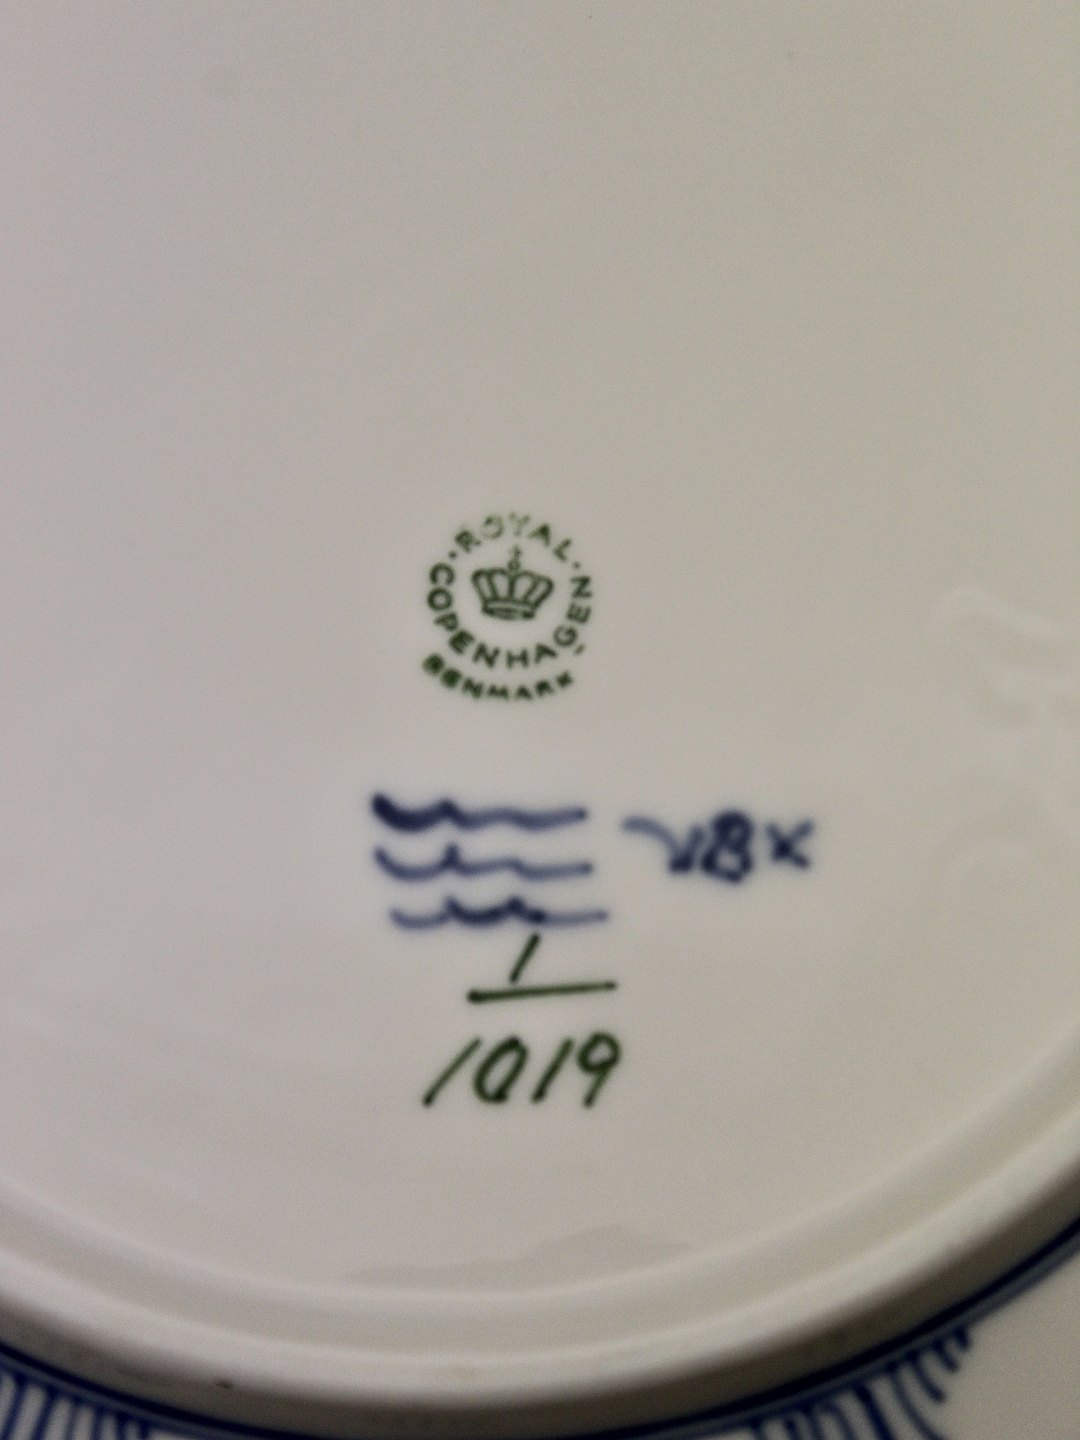 ROYAL
COPENHAGEN
DENMARK
1
1019